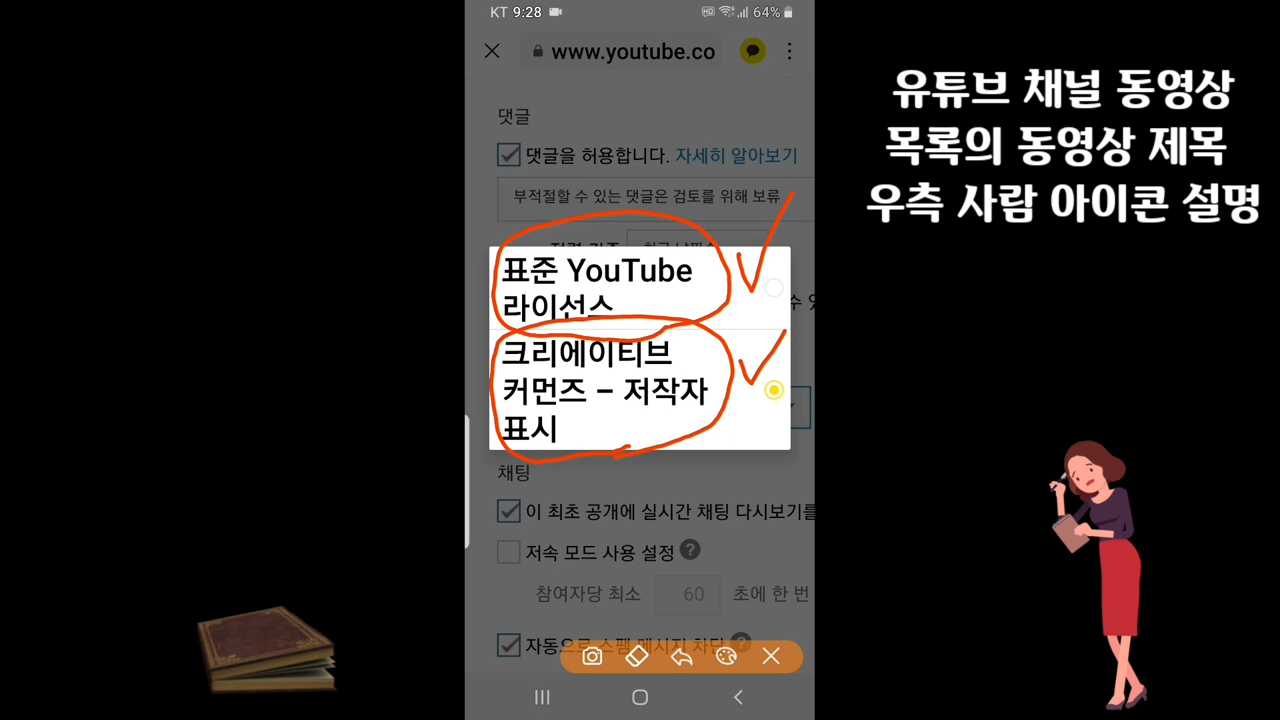 KT 9:28 64%
www.youtube.co
댓글
댓글을 허용합니다. 자세히 알아보기
부적절할 수 있는 댓글은 검토를 위해 보류
표준 YouTube
라이선스
수 있
크리에이티브
커먼즈 – 저작자
표시
채팅
이 최초 공개에 실시간 채팅 다시보기를
저속 모드 사용 설정 ?
참여자당 최소 60 초에 한 번
자동으로 스팸 메시지 차단 ?
유튜브 채널 동영상
목록의 동영상 제목
우측 사람 아이콘 설명